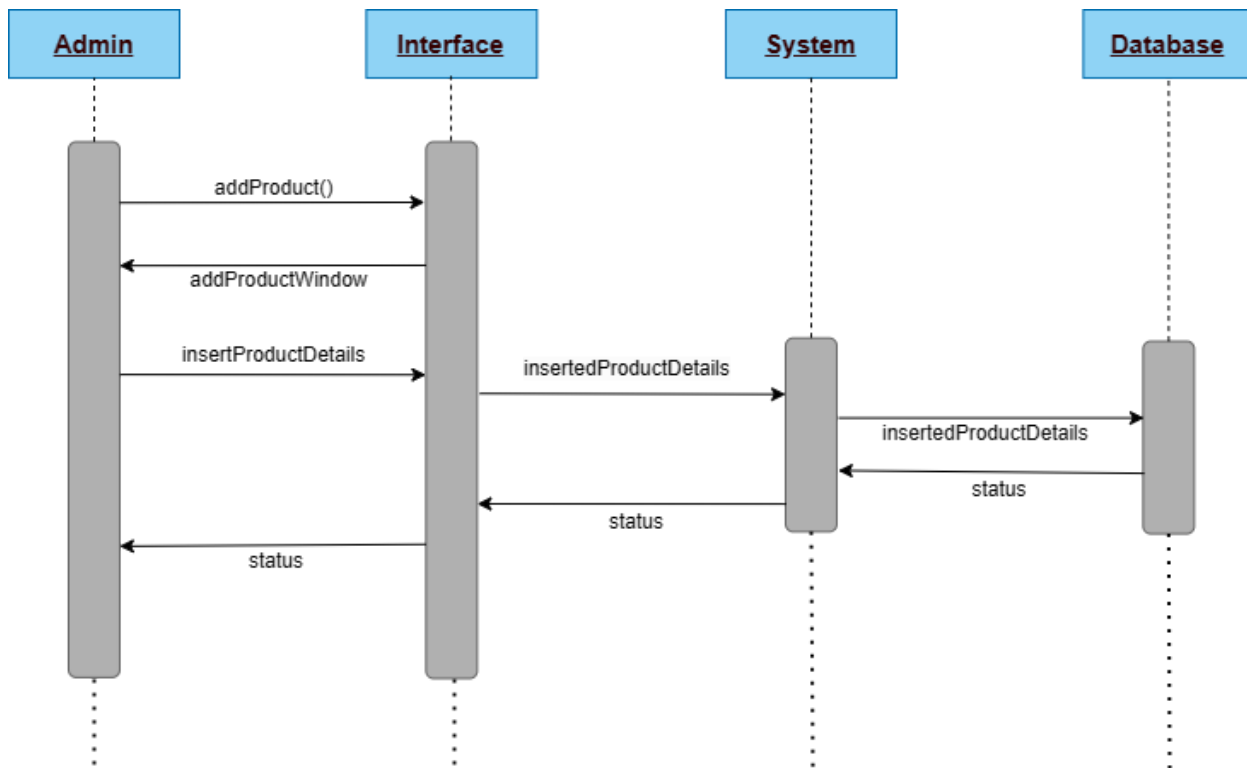 Admin
Interface
System
Database
addProduct()
addProductWindow
insertProductDetails
insertedProductDetails
insertedProductDetails
status
status
status